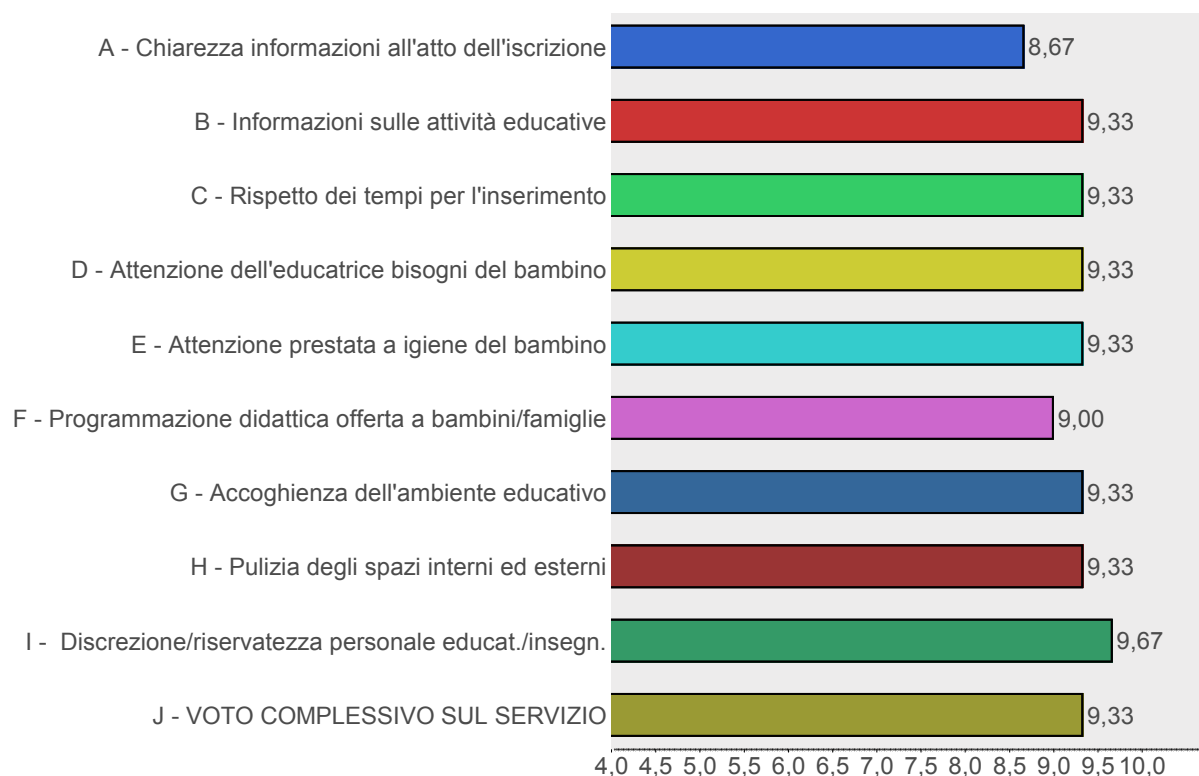 A - Chiarezza informazioni all'atto dell'iscrizione 8,67
B - Informazioni sulle attività educative 9,33
C - Rispetto dei tempi per l'inserimento 9,33
D - Attenzione dell'educatrice bisogni del bambino 9,33
E - Attenzione prestata a igiene del bambino 9,33
F - Programmazione didattica offerta a bambini/famiglie 9,00
G - Accoghienza dell'ambiente educativo 9,33
H - Pulizia degli spazi interni ed esterni 9,33
I -  Discrezione/riservatezza personale educat./insegn. 9,67
J - VOTO COMPLESSIVO SUL SERVIZIO 9,33
4,0 4,5 5,0 5,5 6,0 6,5 7,0 7,5 8,0 8,5 9,0 9,5 10,0